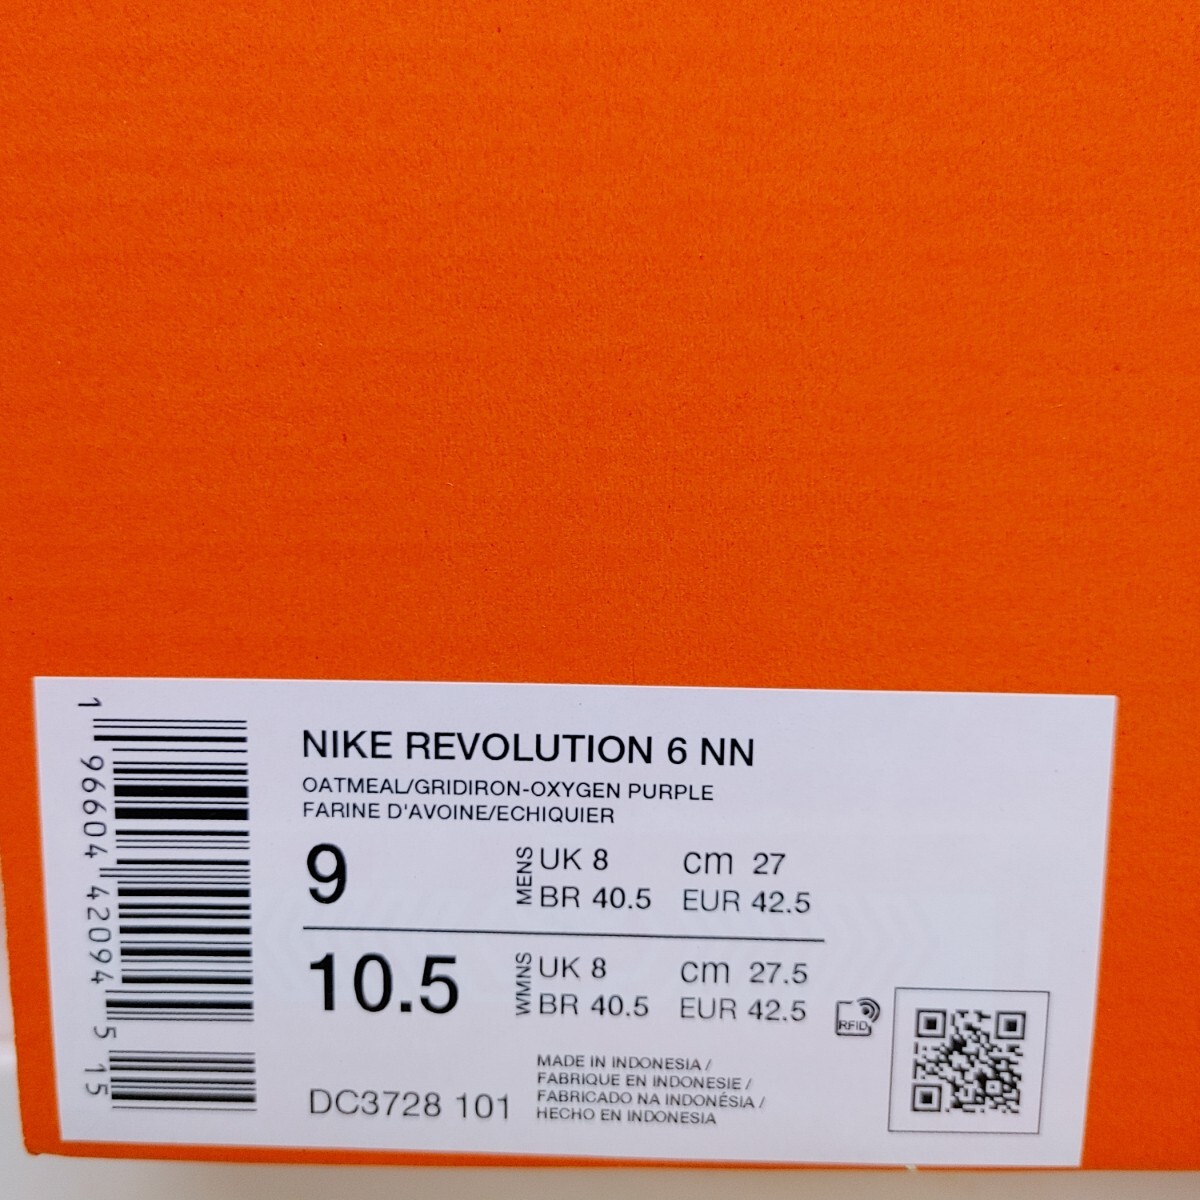 NIKE REVOLUTION 6 NN
OATMEAL/GRIDIRON-OXYGEN PURPLE
FARINE D'AVOINE/ECHIQUIER
9 MENS UK 8 cm 27
BR 40.5 EUR 42.5
10.5 WMNS UK 8 cm 27.5
BR 40.5 EUR 42.5
RFID
DC3728 101
MADE IN INDONESIA /
FABRIQUE EN INDONESIE /
FABRICADO NA INDONÉSIA /
HECHO EN INDONESIA
1 96604 42094 5 15